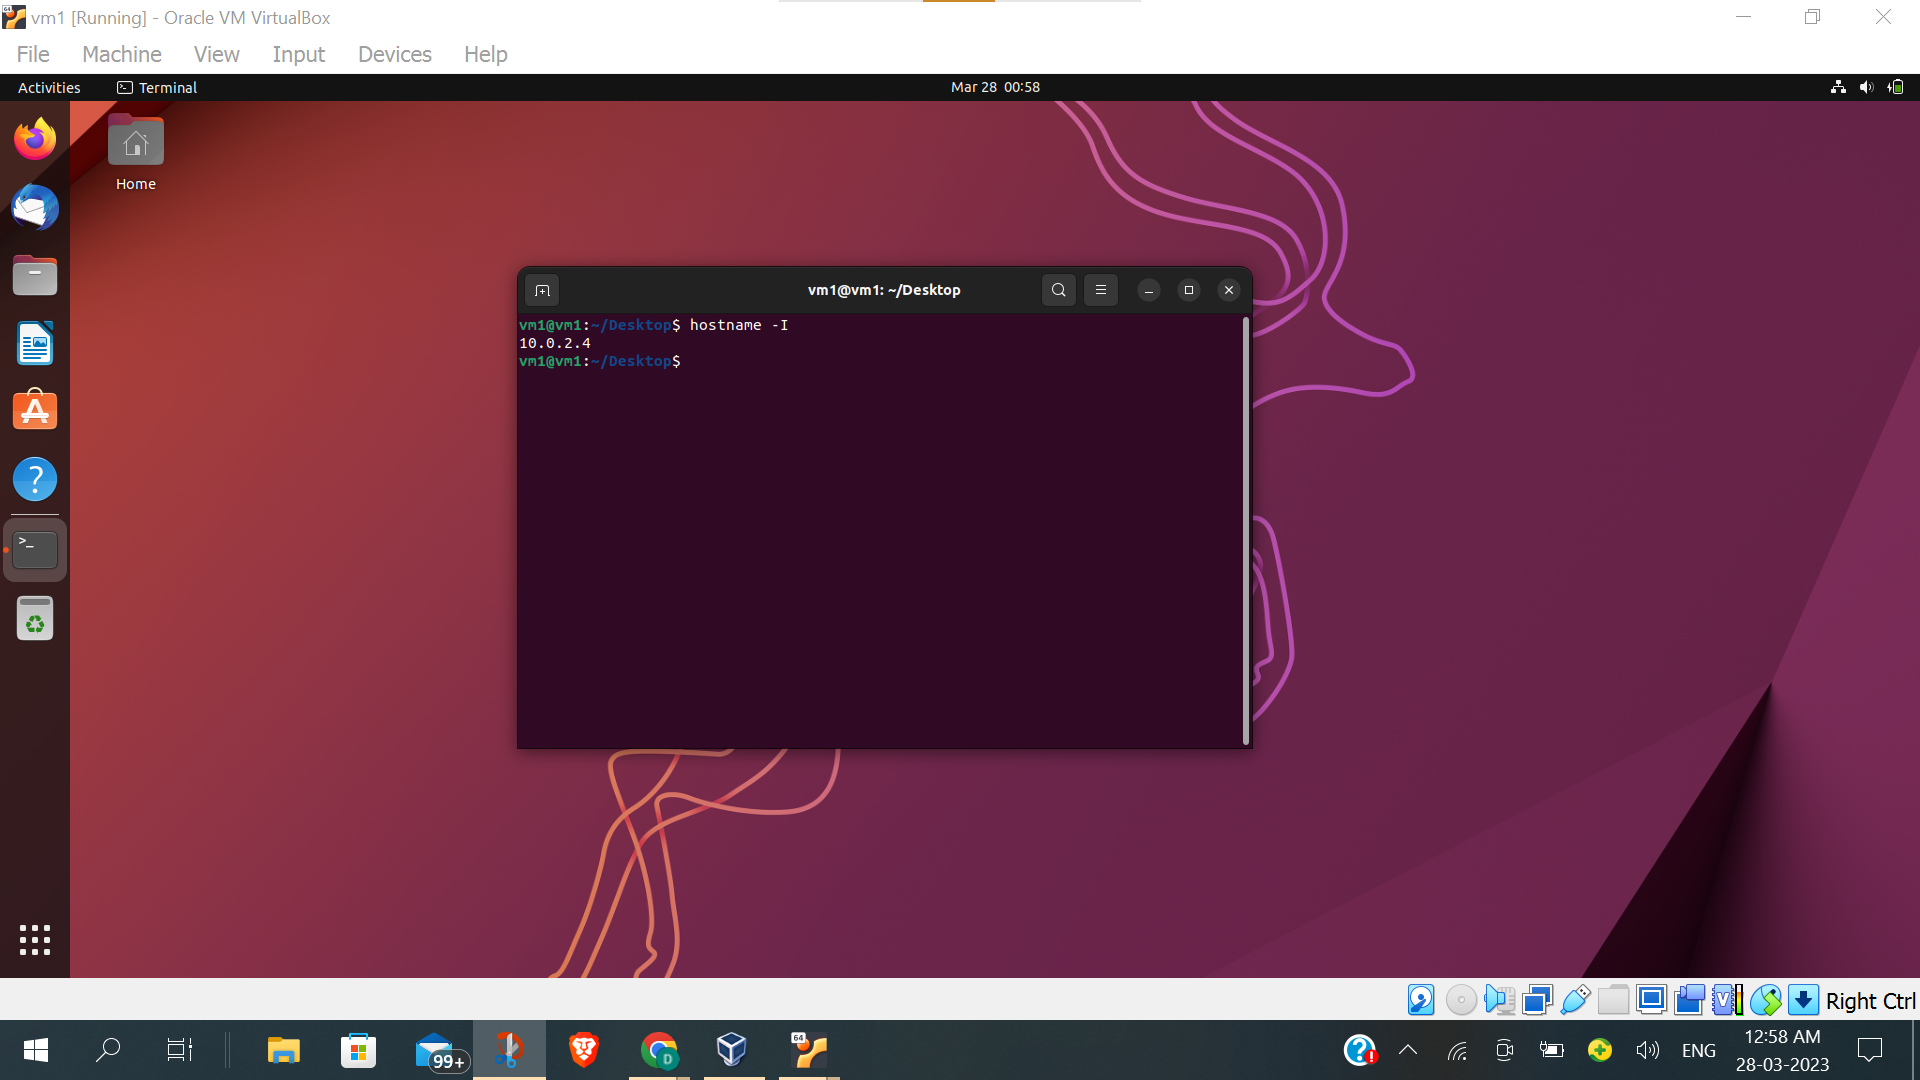 vm1 [Running] - Oracle VM VirtualBox
File Machine View Input Devices Help
Activities Terminal Mar 28 00:58
Home
vm1@vm1: ~/Desktop
vm1@vm1:~/Desktop$ hostname -I
10.0.2.4
vm1@vm1:~/Desktop$
Right Ctrl
99+
D
64
ENG
12:58 AM
28-03-2023